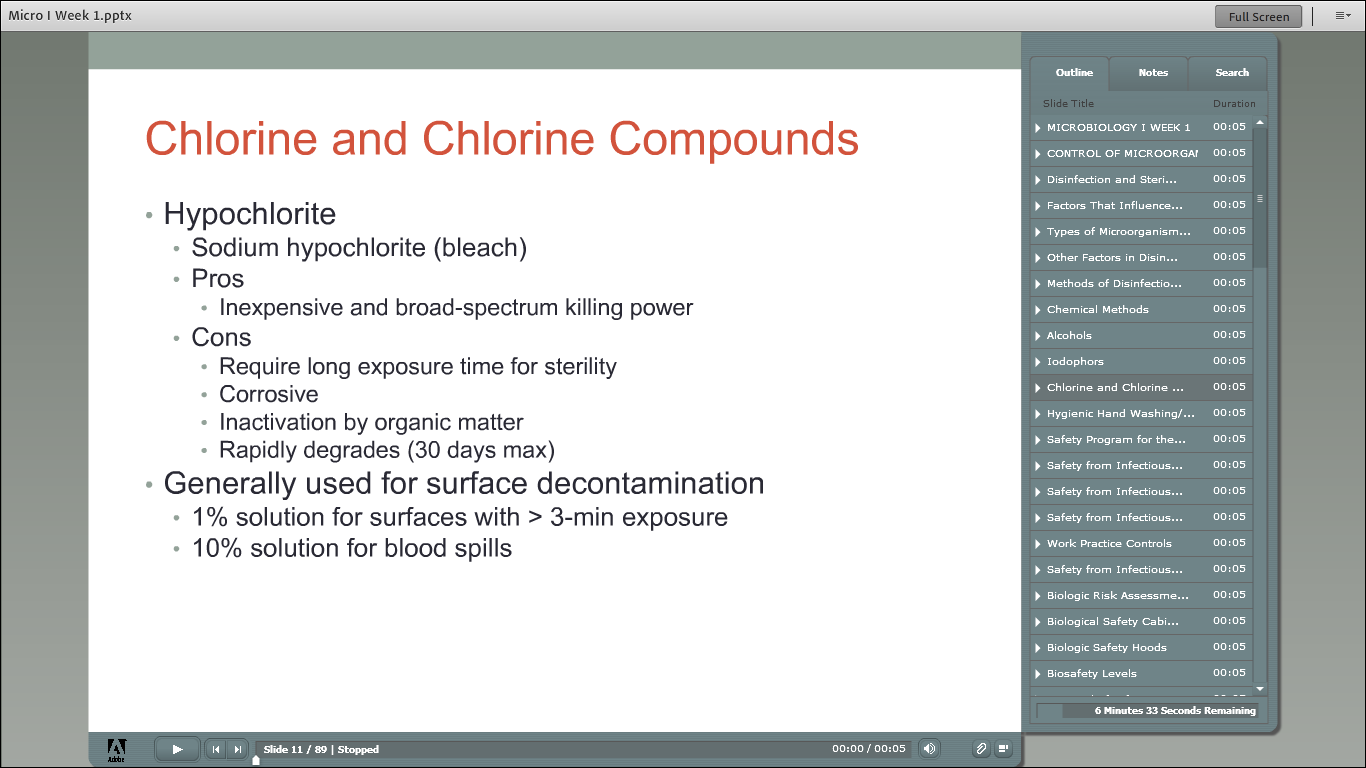 Micro I Week 1.pptx
Full Screen
Chlorine and Chlorine Compounds
• Hypochlorite
• Sodium hypochlorite (bleach)
• Pros
• Inexpensive and broad-spectrum killing power
• Cons
• Require long exposure time for sterility
• Corrosive
• Inactivation by organic matter
• Rapidly degrades (30 days max)
• Generally used for surface decontamination
• 1% solution for surfaces with > 3-min exposure
• 10% solution for blood spills
Outline Notes Search
Slide Title Duration
MICROBIOLOGY I WEEK 1 00:05
CONTROL OF MICROORGAN 00:05
Disinfection and Steri... 00:05
Factors That Influence... 00:05
Types of Microorganism... 00:05
Other Factors in Disin... 00:05
Methods of Disinfectio... 00:05
Chemical Methods 00:05
Alcohols 00:05
Iodophors 00:05
Chlorine and Chlorine ... 00:05
Hygienic Hand Washing/... 00:05
Safety Program for the... 00:05
Safety from Infectious... 00:05
Safety from Infectious... 00:05
Safety from Infectious... 00:05
Work Practice Controls 00:05
Safety from Infectious... 00:05
Biologic Risk Assessme... 00:05
Biological Safety Cabi... 00:05
Biologic Safety Hoods 00:05
Biosafety Levels 00:05
6 Minutes 33 Seconds Remaining
Adobe
Slide 11 / 89 | Stopped 00:00 / 00:05